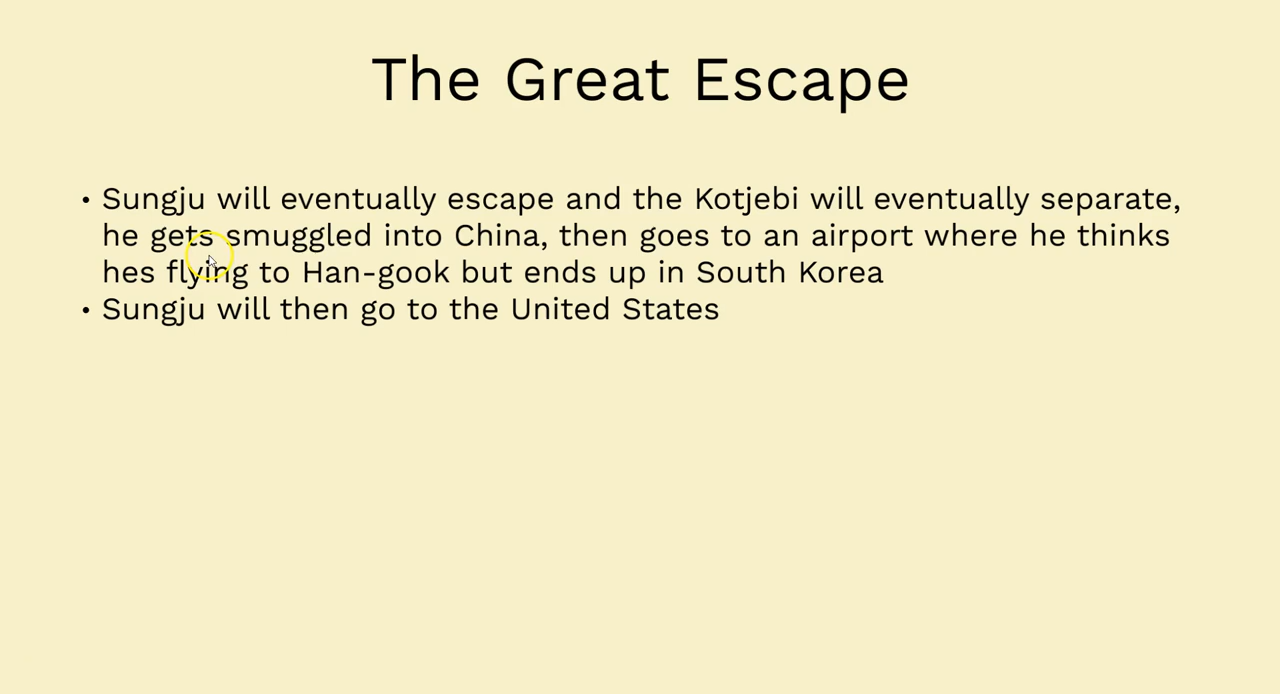 The Great Escape
• Sungju will eventually escape and the Kotjebi will eventually separate,
he gets smuggled into China, then goes to an airport where he thinks
hes flying to Han-gook but ends up in South Korea
• Sungju will then go to the United States